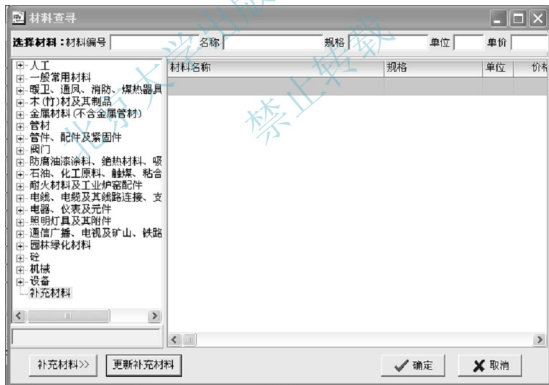 材料查寻
选择材料：材料编号 名称 规格 单位 单价
人工
一般常用材料
暖卫、通风、消防、煤热器具
木(竹)材及其制品
金属材料(不含金属管材)
管材
管件、配件及紧固件
阀门
防腐油漆涂料、绝热材料、吸
石油、化工原料、触媒、粘合
耐火材料及工业炉窑配件
电线、电缆及其线路连接、支
电器、仪表及元件
照明灯具及其附件
通信广播、电视及矿山、铁路
园林绿化材料
砼
机械
设备
补充材料
材料名称 规格 单位 价格
补充材料>> 更新补充材料 确定 取消
北京大学出版
禁止转载